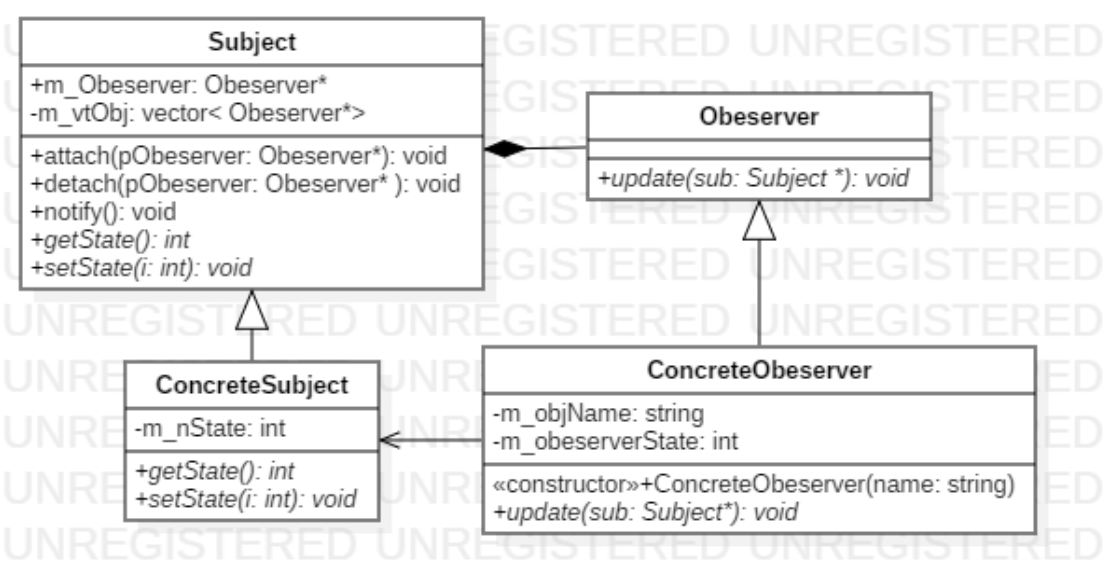 Subject
+m_Obeserver: Obeserver*
-m_vtObj: vector< Obeserver*>
+attach(pObeserver: Obeserver*): void
+detach(pObeserver: Obeserver* ): void
+notify(): void
+getState(): int
+setState(i: int): void
Obeserver
+update(sub: Subject *): void
ConcreteSubject
-m_nState: int
+getState(): int
+setState(i: int): void
ConcreteObeserver
-m_objName: string
-m_obeserverState: int
«constructor»+ConcreteObeserver(name: string)
+update(sub: Subject*): void
UNREGISTERED UNREGISTERED UNREGISTERED